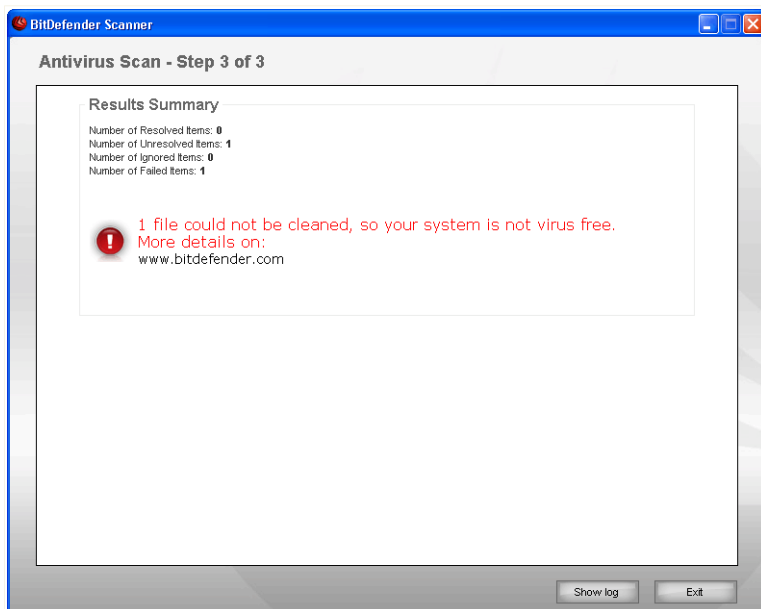 BitDefender Scanner
Antivirus Scan - Step 3 of 3
Results Summary
Number of Resolved Items: 0
Number of Unresolved Items: 1
Number of Ignored Items: 0
Number of Failed Items: 1
1 file could not be cleaned, so your system is not virus free.
More details on:
www.bitdefender.com
Show log Exit